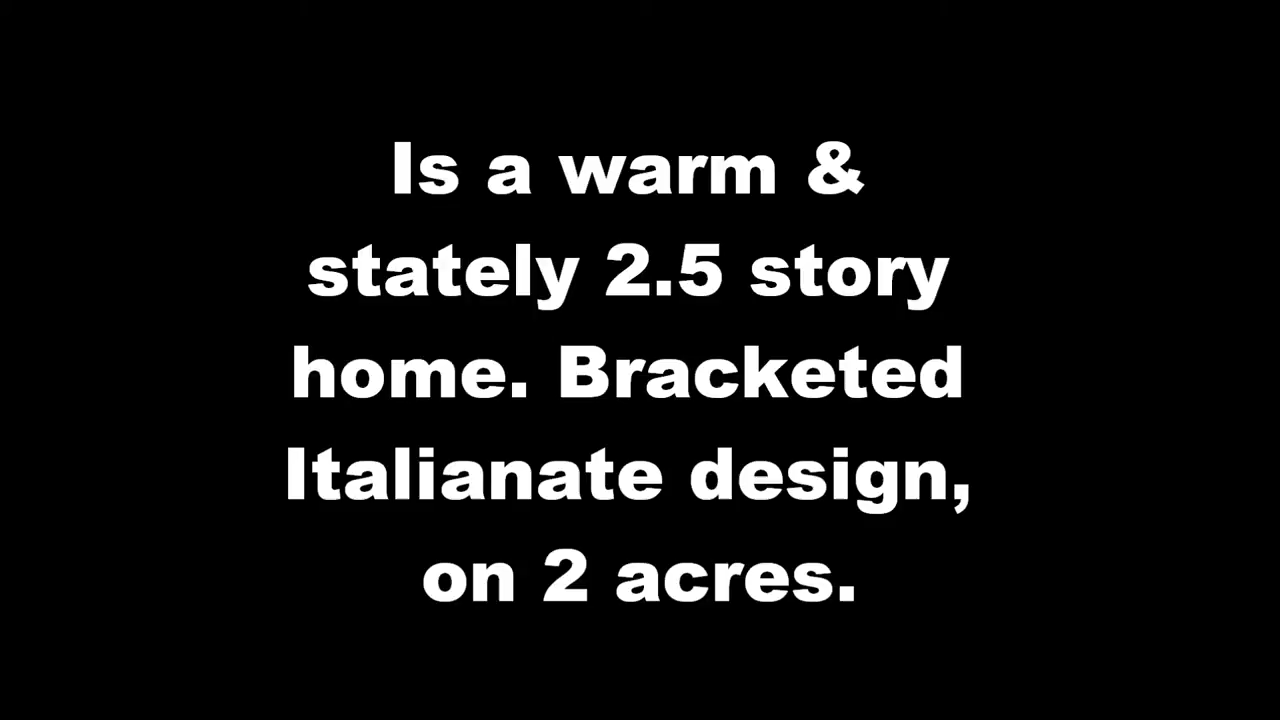 Is a warm &
stately 2.5 story
home. Bracketed
Italianate design,
on 2 acres.